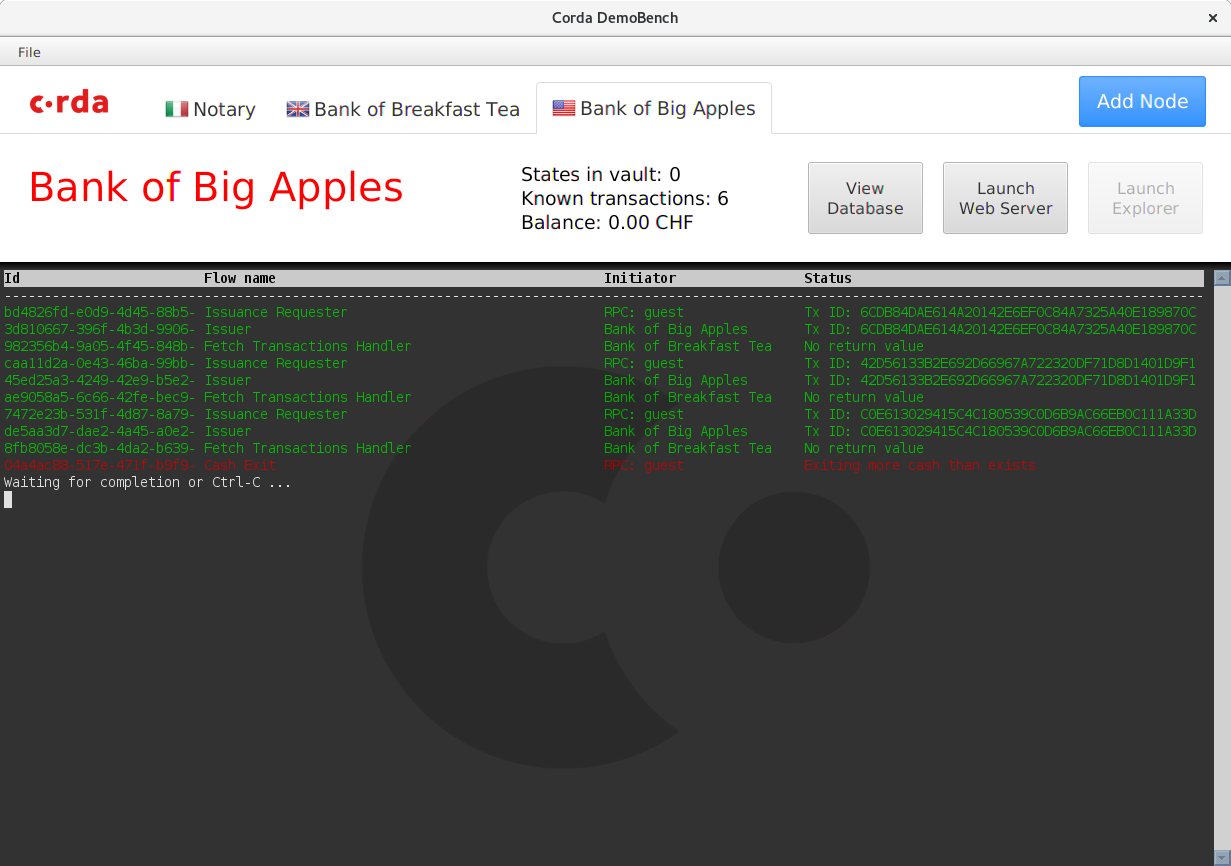 Corda DemoBench
File
c·rda
Notary Bank of Breakfast Tea Bank of Big Apples
Add Node
Bank of Big Apples
States in vault: 0
Known transactions: 6
Balance: 0.00 CHF
View
Database
Launch
Web Server
Launch
Explorer
Id Flow name Initiator Status
bd4826fd-e0d9-4d45-88b5- Issuance Requester RPC: guest Tx ID: 6CDB84DAE614A20142E6EF0C84A7325A40E189870C
3d810667-396f-4b3d-9906- Issuer Bank of Big Apples Tx ID: 6CDB84DAE614A20142E6EF0C84A7325A40E189870C
982356b4-9a05-4f45-848b- Fetch Transactions Handler Bank of Breakfast Tea No return value
caa11d2a-0e43-46ba-99bb- Issuance Requester RPC: guest Tx ID: 42D56133B2E692D66967A722320DF71D8D1401D9F1
45ed25a3-4249-42e9-b5e2- Issuer Bank of Big Apples Tx ID: 42D56133B2E692D66967A722320DF71D8D1401D9F1
ae9058a5-6c66-42fe-bec9- Fetch Transactions Handler Bank of Breakfast Tea No return value
7472e23b-531f-4d87-8a79- Issuance Requester RPC: guest Tx ID: C0E613029415C4C180539C0D6B9AC66EB0C111A33D
de5aa3d7-dae2-4a45-a0e2- Issuer Bank of Big Apples Tx ID: C0E613029415C4C180539C0D6B9AC66EB0C111A33D
8fb8058e-dc3b-4da2-b639- Fetch Transactions Handler Bank of Breakfast Tea No return value
Cash Exit RPC: guest Exiting more cash than exists
Waiting for completion or Ctrl-C ...